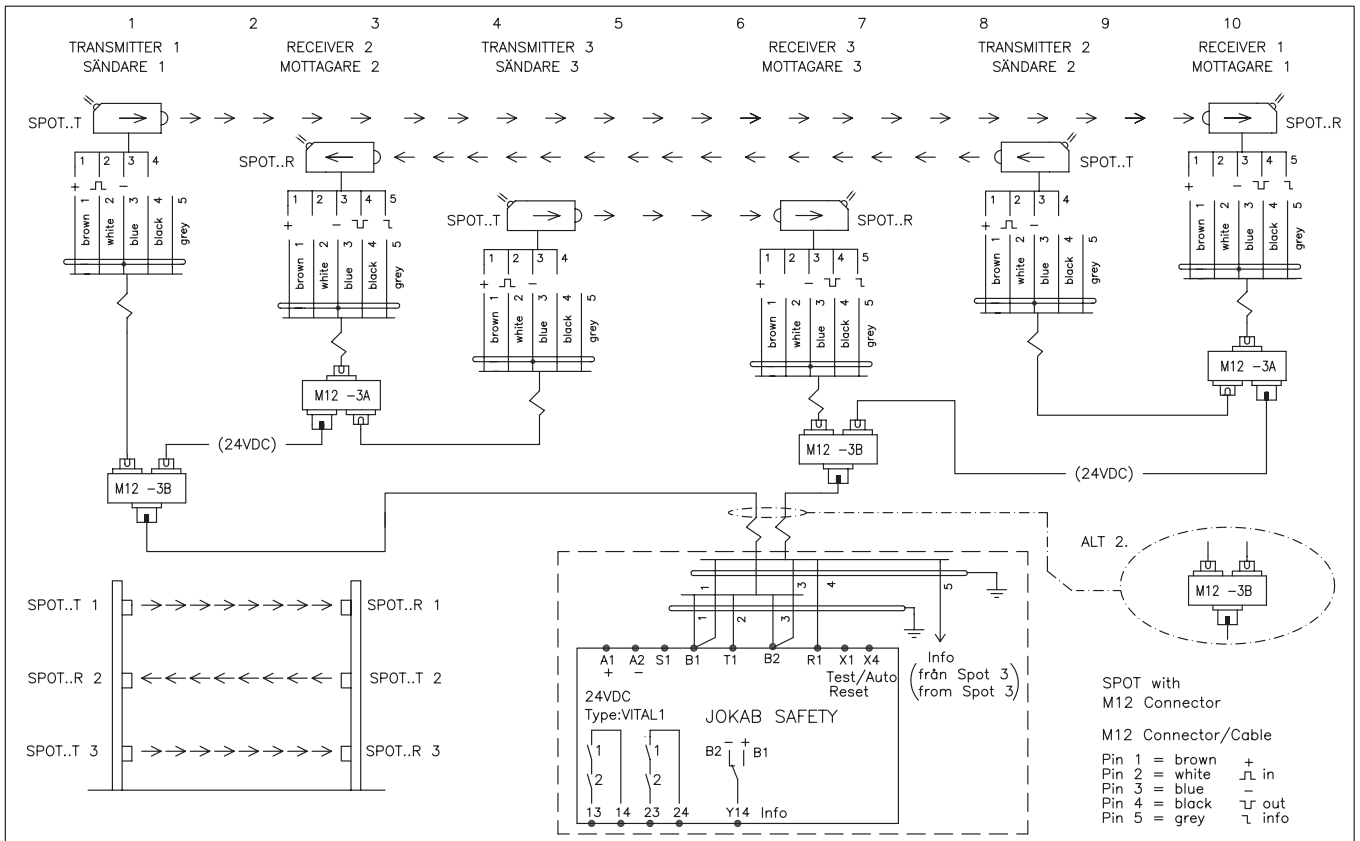 1 2 3 4 5 6 7 8 9 10
TRANSMITTER 1
SÄNDARE 1
RECEIVER 2
MOTTAGARE 2
TRANSMITTER 3
SÄNDARE 3
RECEIVER 3
MOTTAGARE 3
TRANSMITTER 2
SÄNDARE 2
RECEIVER 1
MOTTAGARE 1
SPOT..T
SPOT..R
SPOT..R
SPOT..T
SPOT..T
SPOT..R
1 2 3 4
+ −
brown 1
white 2
blue 3
black 4
grey 5
1 2 3 4 5
+ −
brown 1
white 2
blue 3
black 4
grey 5
1 2 3 4
+ −
brown 1
white 2
blue 3
black 4
grey 5
1 2 3 4 5
+ −
brown 1
white 2
blue 3
black 4
grey 5
1 2 3 4
+ −
brown 1
white 2
blue 3
black 4
grey 5
1 2 3 4 5
+ −
brown 1
white 2
blue 3
black 4
grey 5
M12 -3A
M12 -3A
(24VDC)
M12 -3B
M12 -3B
(24VDC)
ALT 2.
M12 -3B
1 3 4 5
1 2 3
SPOT..T 1
SPOT..R 1
SPOT..R 2
SPOT..T 2
SPOT..T 3
SPOT..R 3
A1 A2 S1 B1 T1 B2 R1 X1 X4
+ −
Test/Auto
Reset
Info
(från Spot 3)
(from Spot 3)
24VDC
Type:VITAL1
JOKAB SAFETY
1
2
1
2
B2 − + B1
13 14 23 24 Y14 Info
SPOT with
M12 Connector
M12 Connector/Cable
Pin 1 = brown +
Pin 2 = white in
Pin 3 = blue −
Pin 4 = black out
Pin 5 = grey info